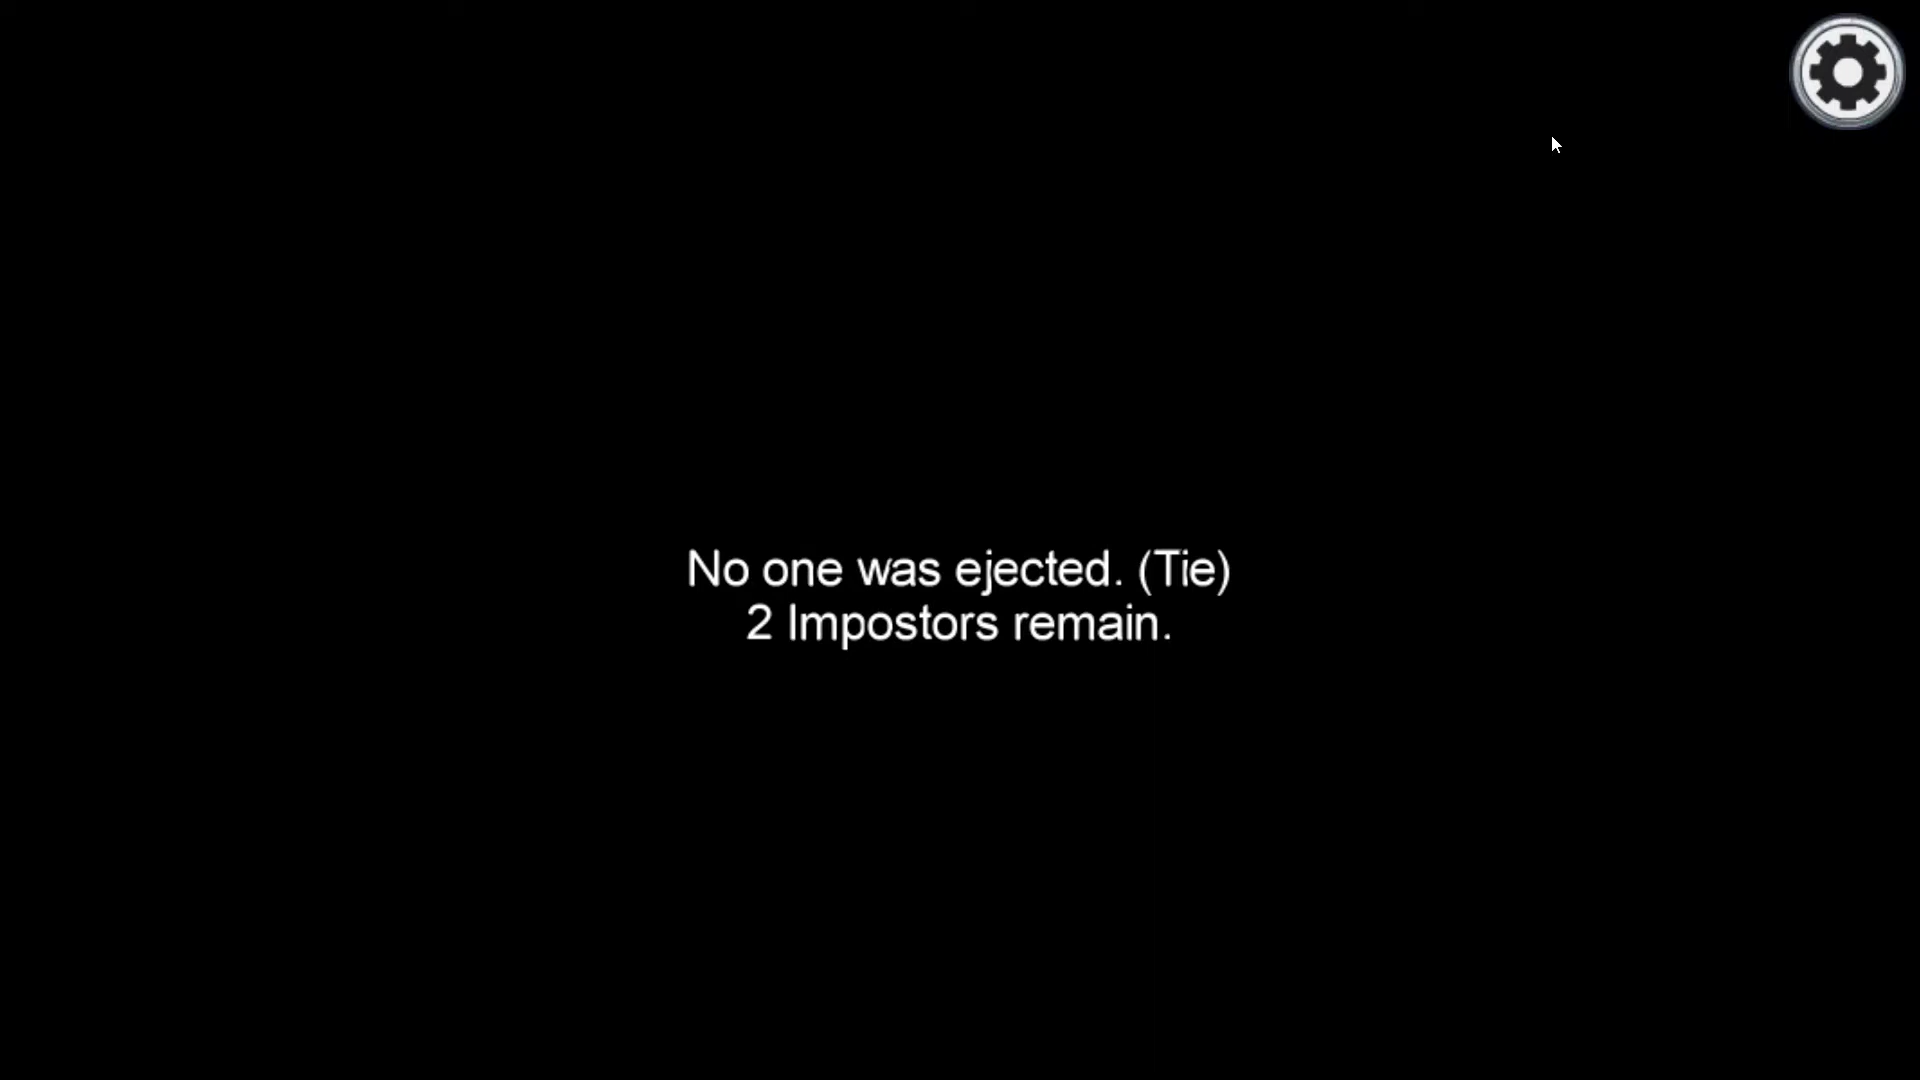 No one was ejected. (Tie)
2 Impostors remain.